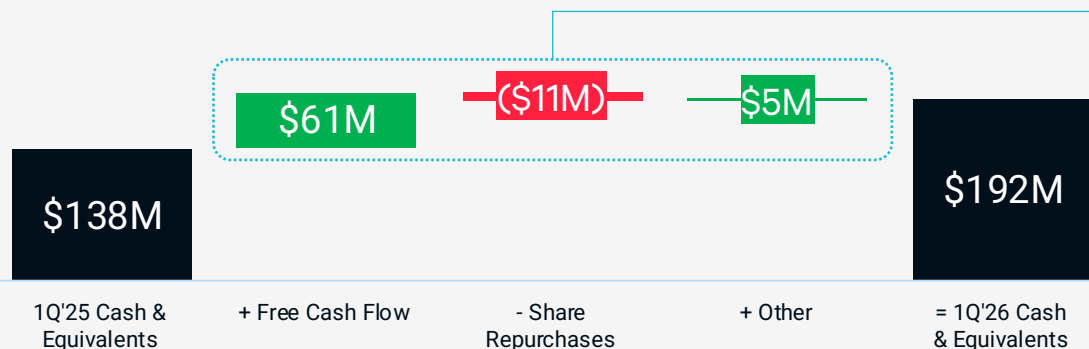 $61M
($11M)
$5M
$138M
$192M
1Q'25 Cash &
Equivalents
+ Free Cash Flow
- Share
Repurchases
+ Other
= 1Q'26 Cash
& Equivalents